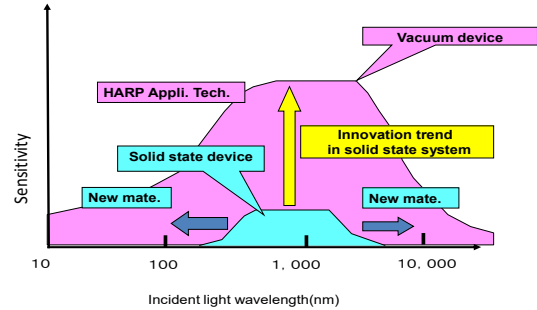 Vacuum device
HARP Appli. Tech.
Innovation trend
in solid state system
Solid state device
New mate.
New mate.
Sensitivity
10
100
1, 000
10, 000
Incident light wavelength(nm)